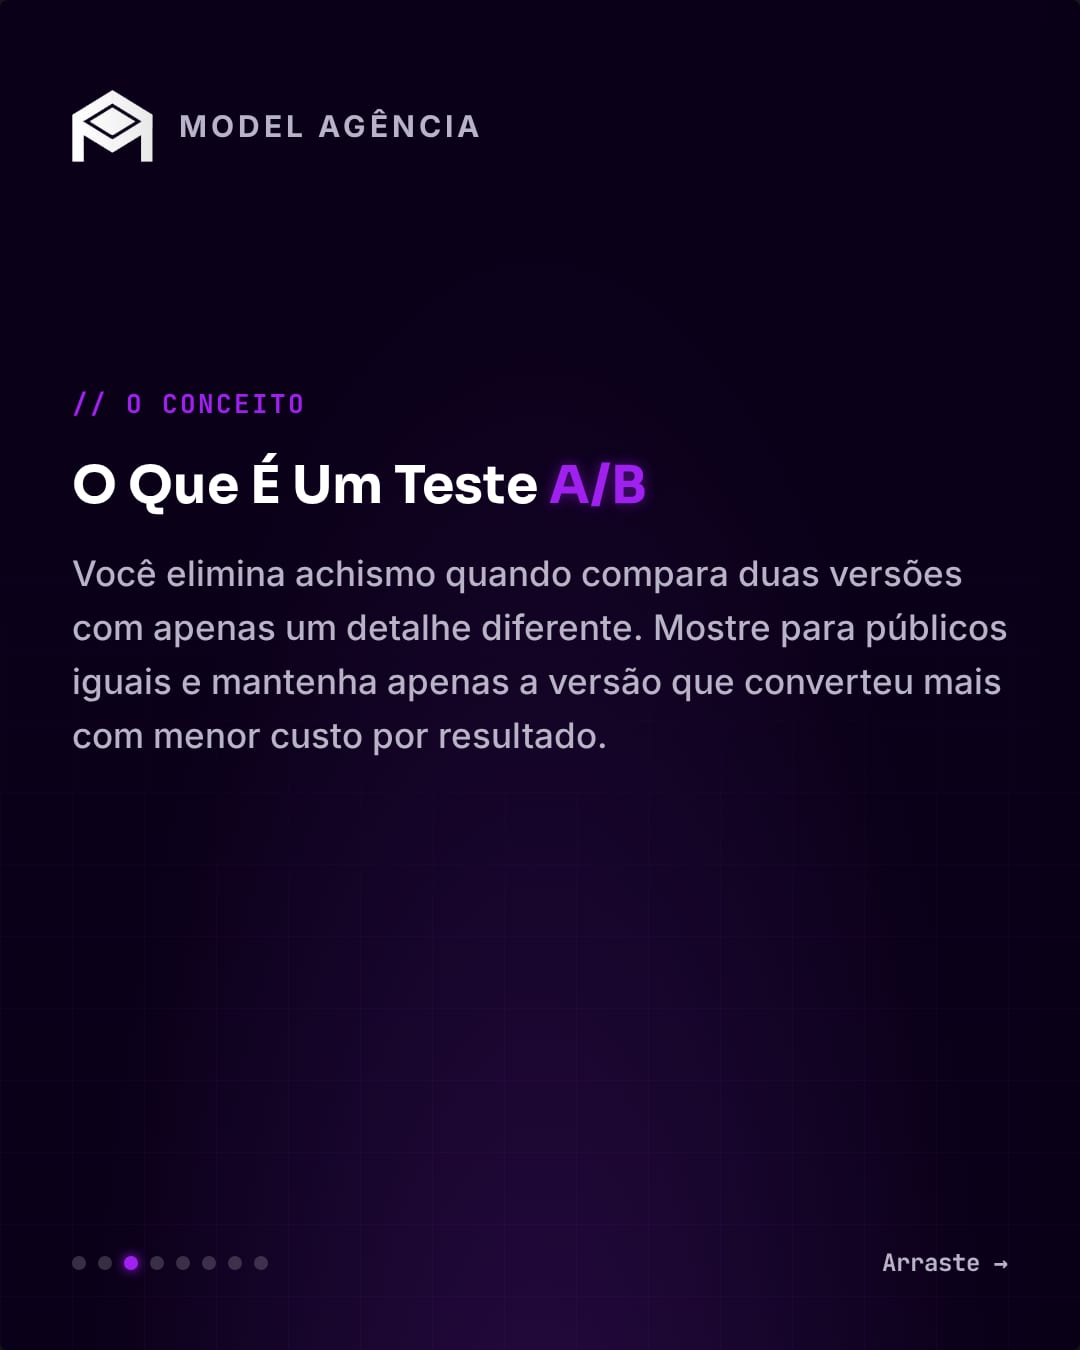 MODEL AGÊNCIA
// O CONCEITO
O Que É Um Teste A/B
Você elimina achismo quando compara duas versões
com apenas um detalhe diferente. Mostre para públicos
iguais e mantenha apenas a versão que converteu mais
com menor custo por resultado.
Arraste →